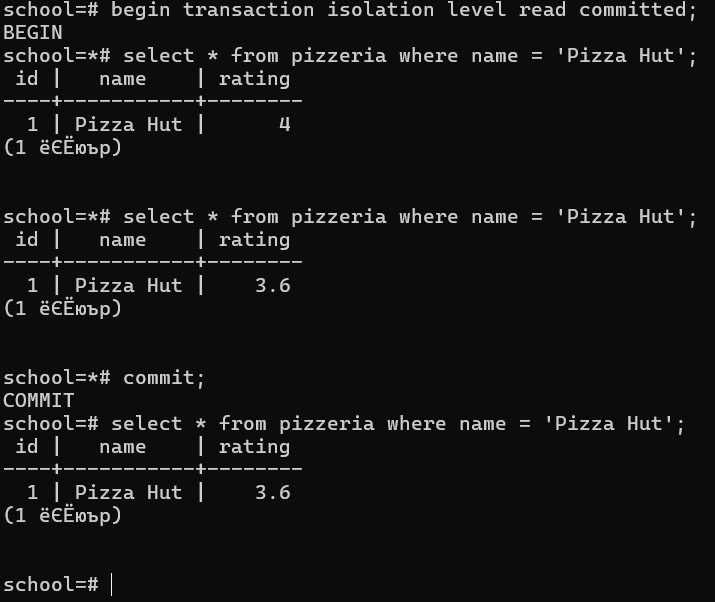 school=# begin transaction isolation level read committed;
BEGIN
school=*# select * from pizzeria where name = 'Pizza Hut';
 id |   name    | rating
----+-----------+--------
  1 | Pizza Hut |      4
(1 ёЄЁюър)
school=*# select * from pizzeria where name = 'Pizza Hut';
 id |   name    | rating
----+-----------+--------
  1 | Pizza Hut |    3.6
(1 ёЄЁюър)
school=*# commit;
COMMIT
school=# select * from pizzeria where name = 'Pizza Hut';
 id |   name    | rating
----+-----------+--------
  1 | Pizza Hut |    3.6
(1 ёЄЁюър)
school=#